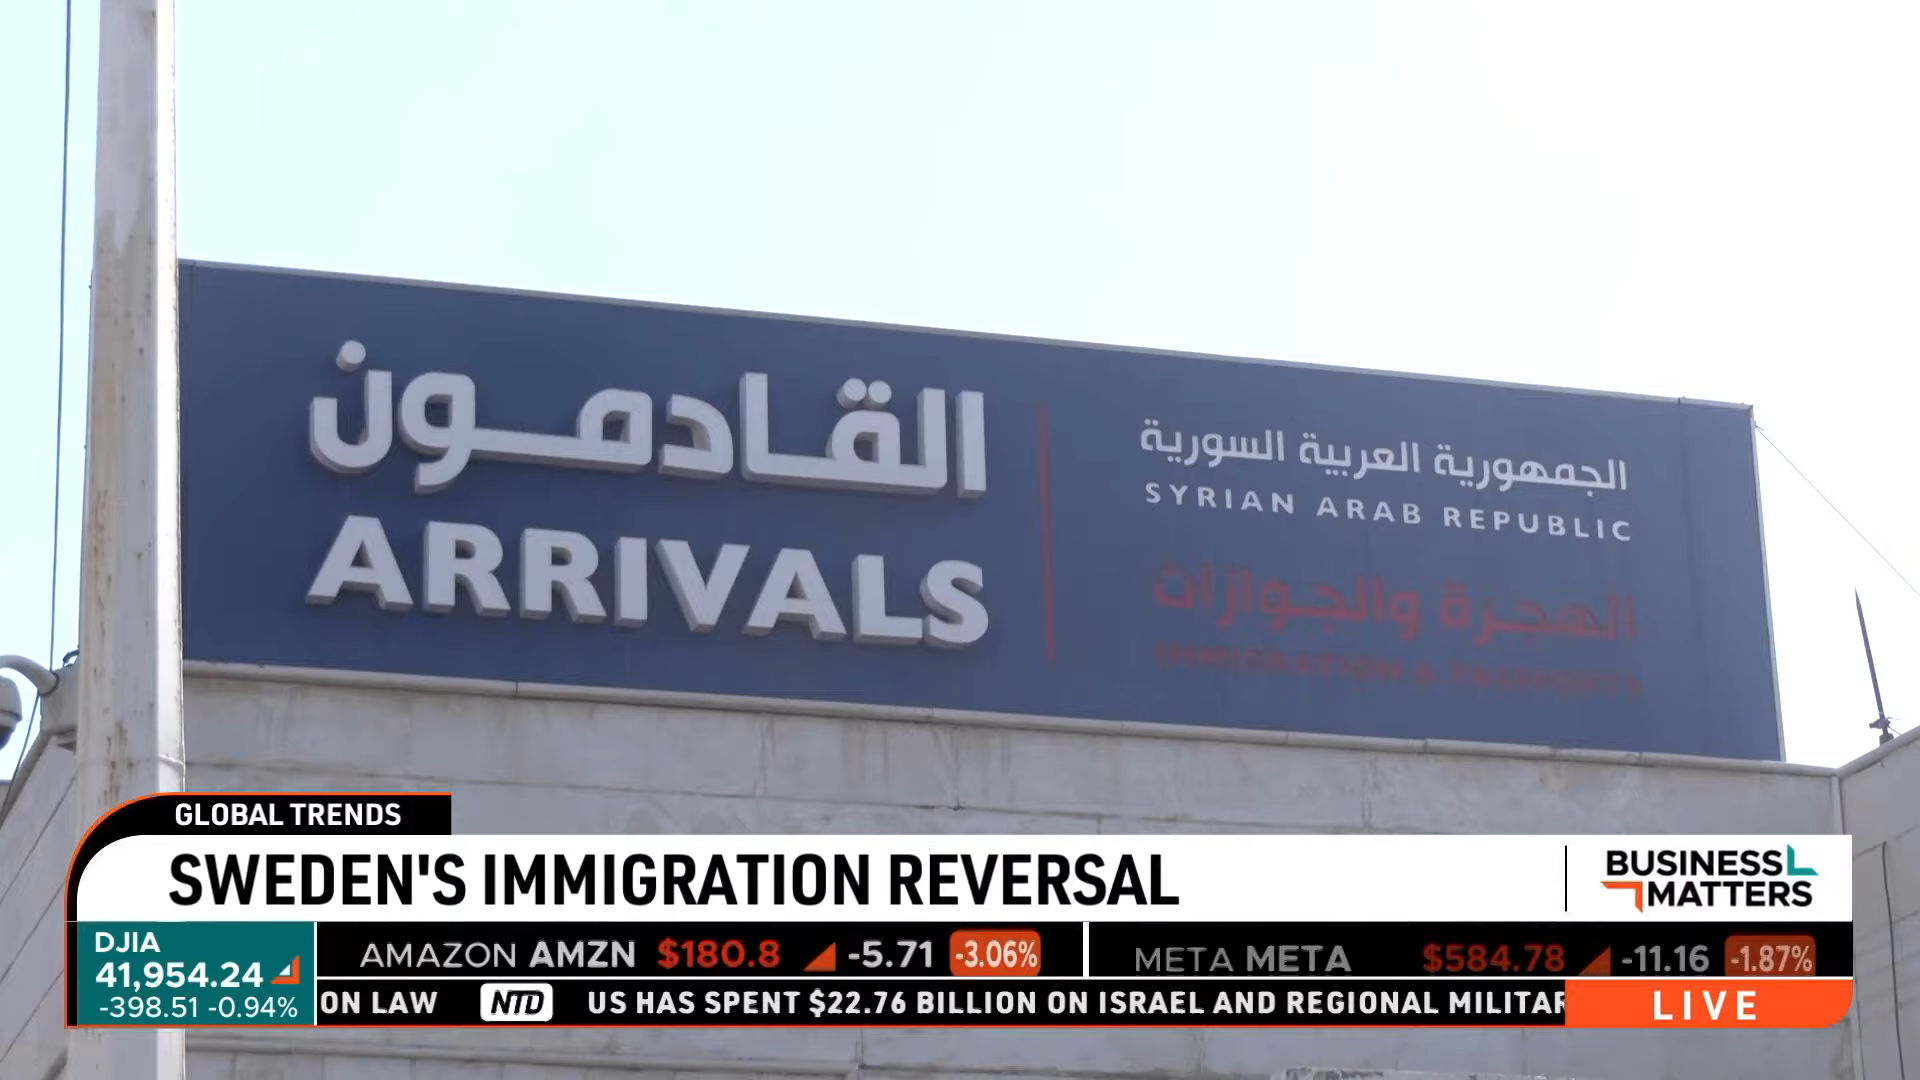 القادمون
ARRIVALS
الجمهورية العربية السورية
SYRIAN ARAB REPUBLIC
الهجرة والجوازات
IMMIGRATION & PASSPORTS
GLOBAL TRENDS
SWEDEN'S IMMIGRATION REVERSAL
BUSINESS
MATTERS
DJIA
41,954.24
-398.51 -0.94%
AMAZON AMZN $180.8 -5.71 -3.06%
META META $584.78 -11.16 -1.87%
ON LAW NTD US HAS SPENT $22.76 BILLION ON ISRAEL AND REGIONAL MILITAR
LIVE